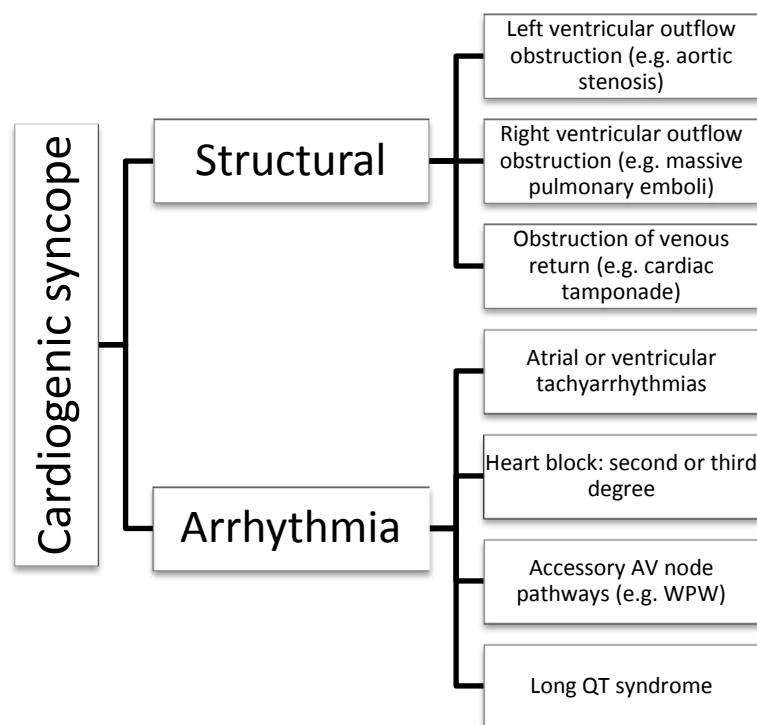 Cardiogenic syncope
Structural
Left ventricular outflow
obstruction (e.g. aortic
stenosis)
Right ventricular outflow
obstruction (e.g. massive
pulmonary emboli)
Obstruction of venous
return (e.g. cardiac
tamponade)
Arrhythmia
Atrial or ventricular
tachyarrhythmias
Heart block: second or third
degree
Accessory AV node
pathways (e.g. WPW)
Long QT syndrome